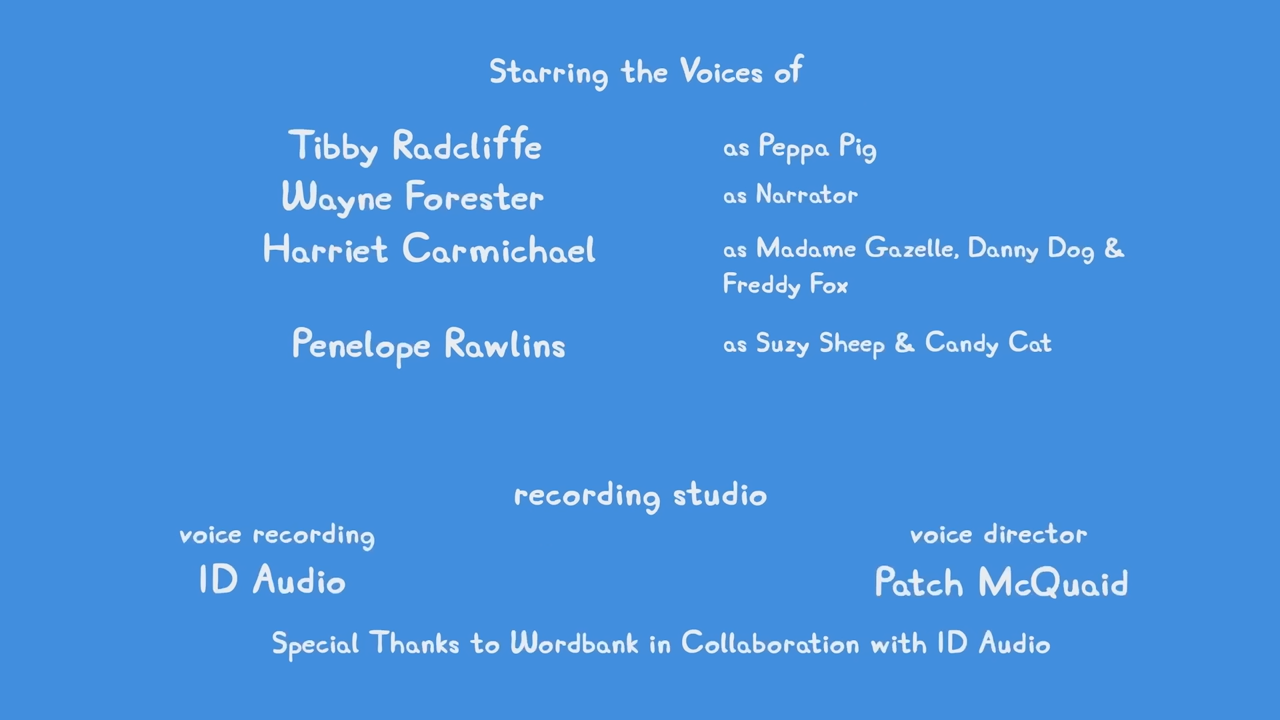 Starring the Voices of
Tibby Radcliffe as Peppa Pig
Wayne Forester as Narrator
Harriet Carmichael as Madame Gazelle, Danny Dog &
Freddy Fox
Penelope Rawlins as Suzy Sheep & Candy Cat
recording studio
voice recording voice director
ID Audio Patch McQuaid
Special Thanks to Wordbank in Collaboration with ID Audio